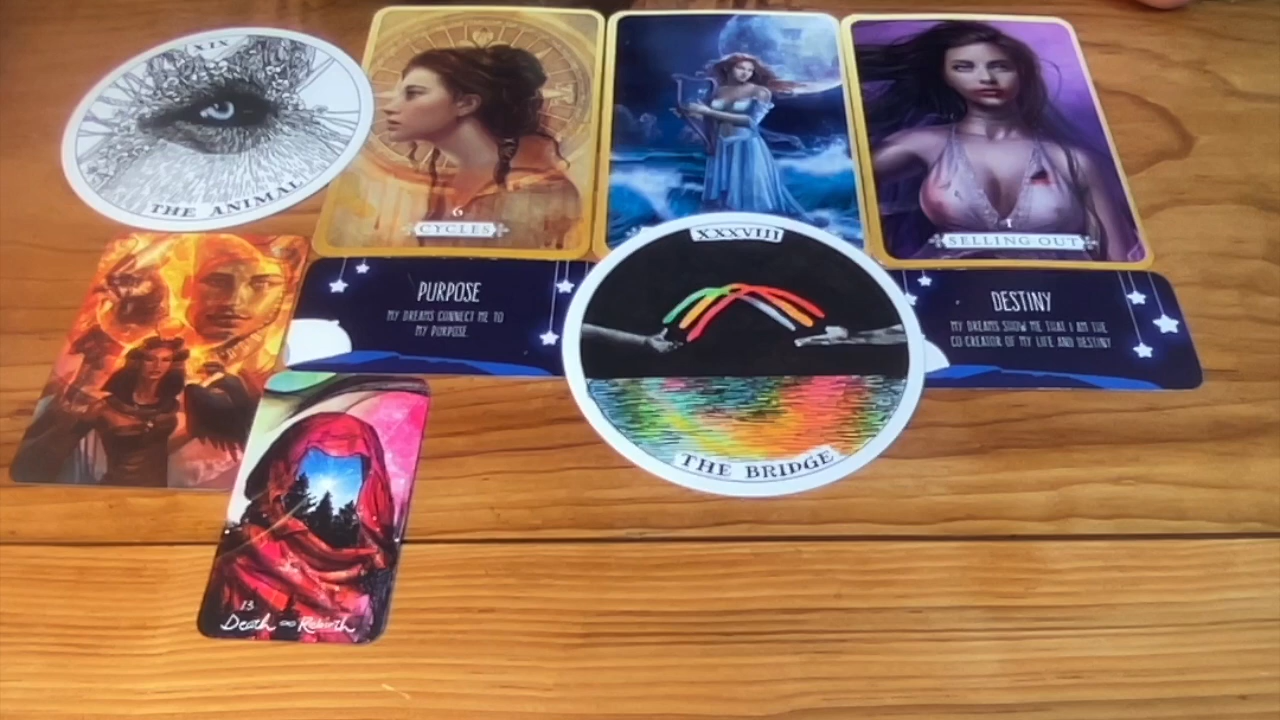 XIX
THE ANIMAL
6
CYCLES
1
SELLING OUT
PURPOSE
MY DREAMS CONNECT ME TO
MY PURPOSE.
XXXVIII
THE BRIDGE
DESTINY
MY DREAMS SHOW ME THAT I AM THE
CO CREATOR OF MY LIFE AND DESTINY
13
Death ∞ Rebirth